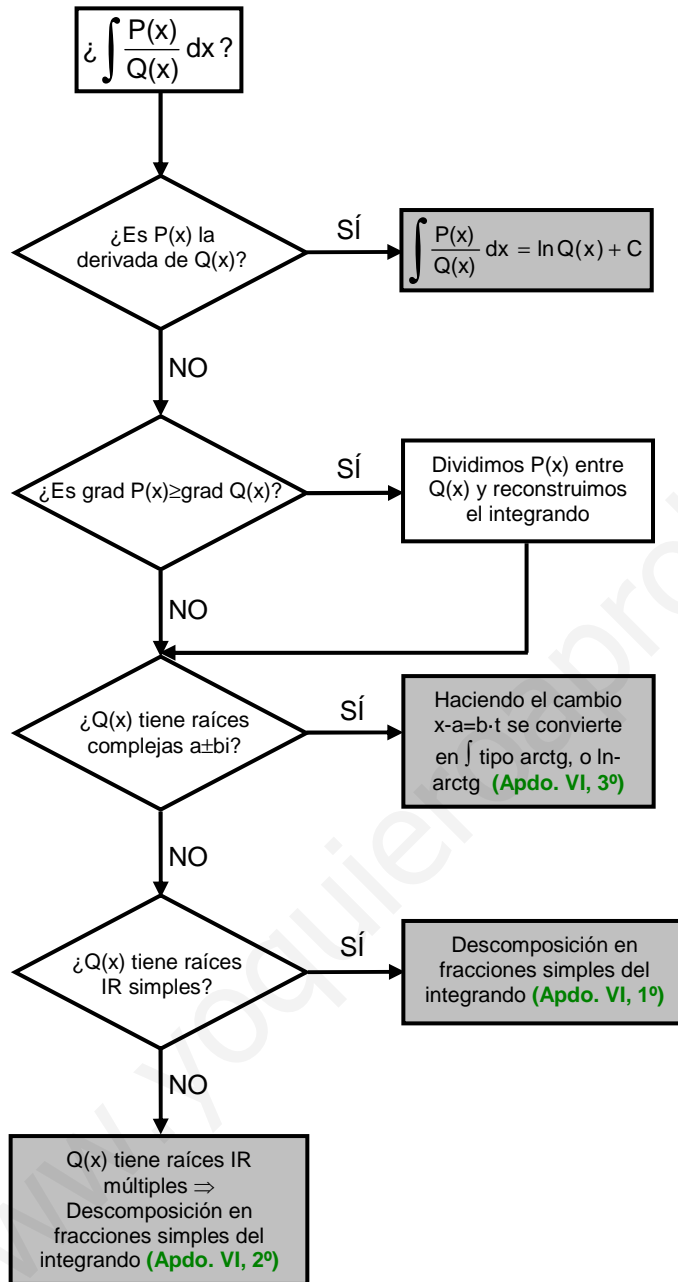 ¿ ∫ P(x)/Q(x) dx ?
¿Es P(x) la
derivada de Q(x)?
SÍ
∫ P(x)/Q(x) dx = ln Q(x) + C
NO
¿Es grad P(x)≥grad Q(x)?
SÍ
Dividimos P(x) entre
Q(x) y reconstruimos
el integrando
NO
¿Q(x) tiene raíces
complejas a±bi?
SÍ
Haciendo el cambio
x-a=b·t se convierte
en ∫ tipo arctg, o ln-
arctg (Apdo. VI, 3º)
NO
¿Q(x) tiene raíces
IR simples?
SÍ
Descomposición en
fracciones simples del
integrando (Apdo. VI, 1º)
NO
Q(x) tiene raíces IR
múltiples ⇒
Descomposición en
fracciones simples del
integrando (Apdo. VI, 2º)